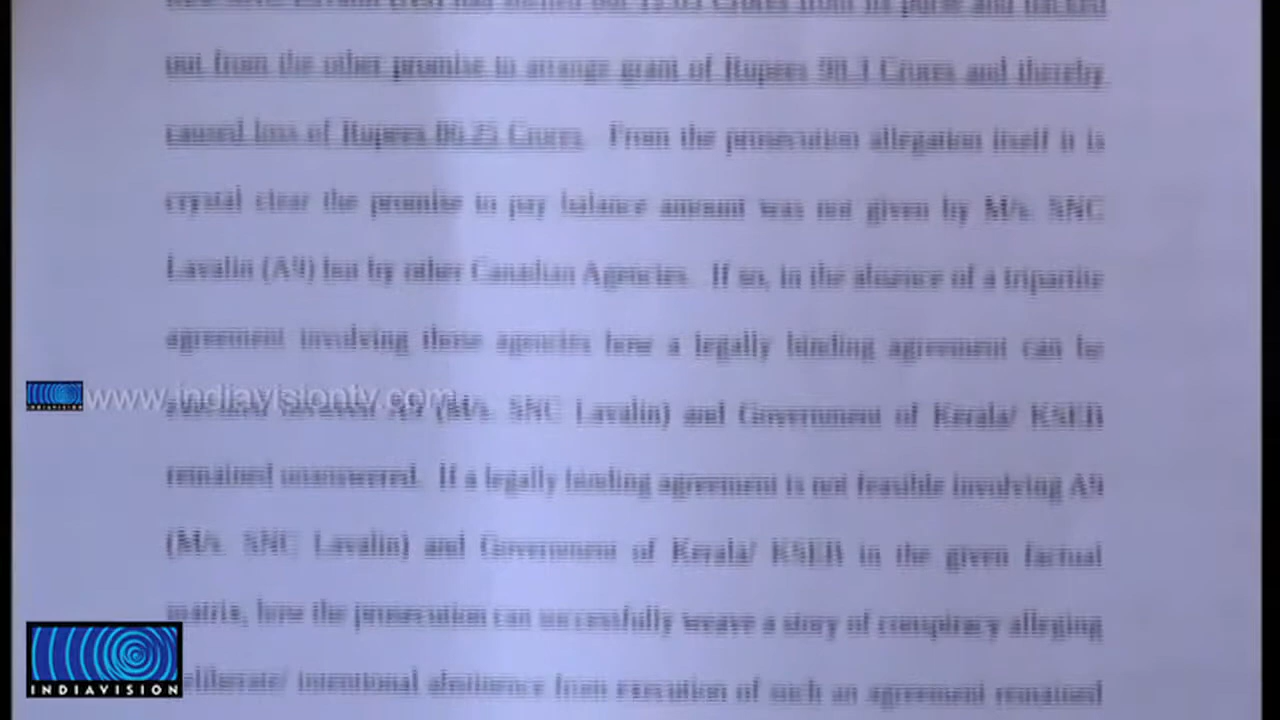 out from the other promise to arrange grant of Rupees 98.3 Crores and thereby
caused loss of Rupees 86.25 Crores. From the prosecution allegation itself it is
crystal clear the promise to pay balance amount was not given by M/s. SNC
Lavalin (A9) but by other Canadian Agencies. If so, in the absence of a tripartite
agreement involving those agencies how a legally binding agreement can be
www.indiavisiontv.com
A9 (M/s. SNC Lavalin) and Government of Kerala/ KSEB
remained unanswered. If a legally binding agreement is not feasible involving A9
(M/s. SNC Lavalin) and Government of Kerala/ KSEB in the given factual
matrix, how the prosecution can successfully weave a story of conspiracy alleging
deliberate/ intentional abstinence from execution of such an agreement remained
INDIAVISION